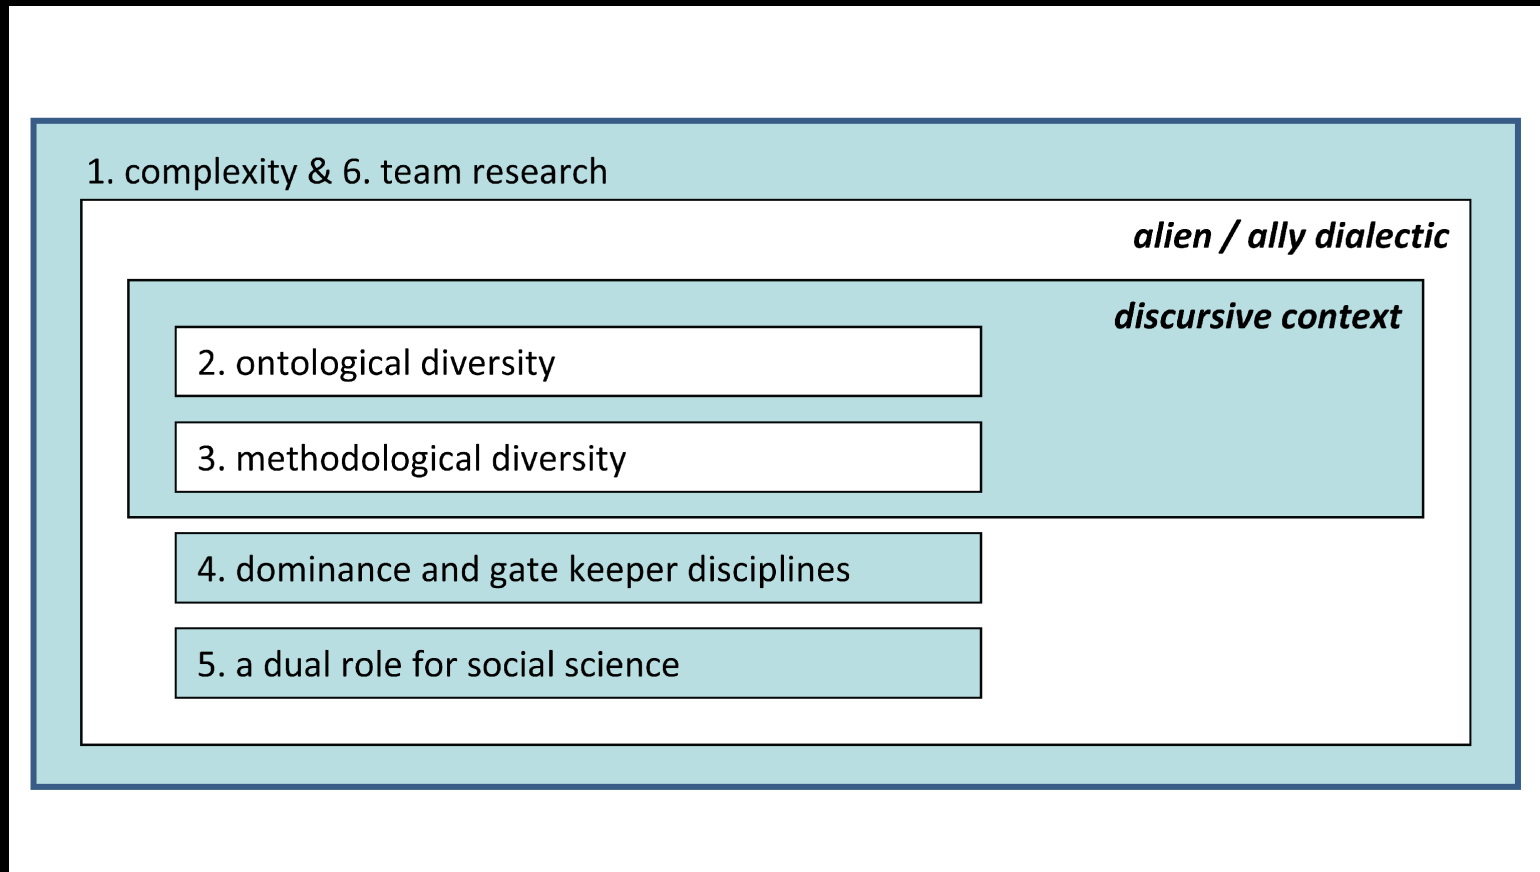 1. complexity & 6. team research
alien / ally dialectic
discursive context
2. ontological diversity
3. methodological diversity
4. dominance and gate keeper disciplines
5. a dual role for social science